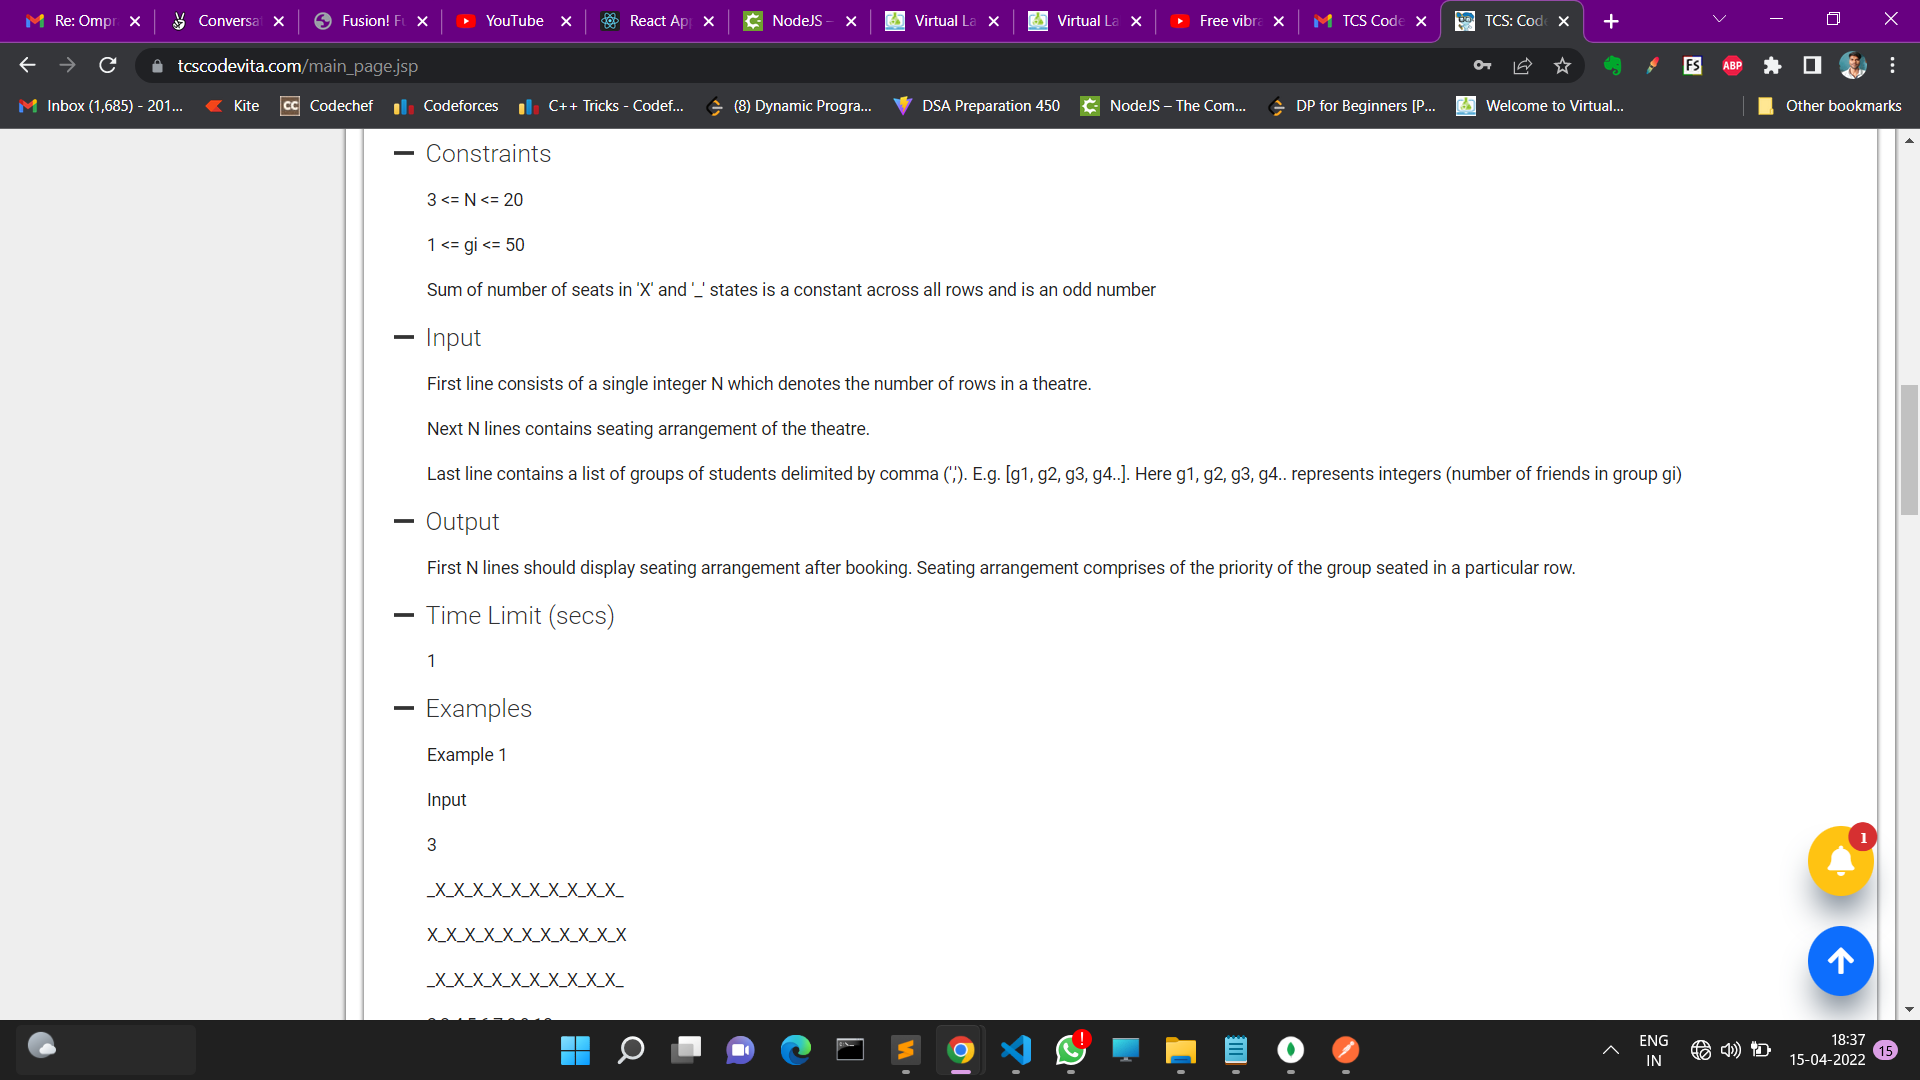 Re: Ompr
Conversa
Fusion! Fu
YouTube
React Ap
NodeJS -
Virtual La
Virtual La
Free vibra
TCS Code
TCS: Code
tcscodevita.com/main_page.jsp
Inbox (1,685) - 201...
Kite
Codechef
Codeforces
C++ Tricks - Codef...
(8) Dynamic Progra...
DSA Preparation 450
NodeJS – The Com...
DP for Beginners [P...
Welcome to Virtual...
Other bookmarks
Constraints
3 <= N <= 20
1 <= gi <= 50
Sum of number of seats in 'X' and '_' states is a constant across all rows and is an odd number
Input
First line consists of a single integer N which denotes the number of rows in a theatre.
Next N lines contains seating arrangement of the theatre.
Last line contains a list of groups of students delimited by comma (','). E.g. [g1, g2, g3, g4..]. Here g1, g2, g3, g4.. represents integers (number of friends in group gi)
Output
First N lines should display seating arrangement after booking. Seating arrangement comprises of the priority of the group seated in a particular row.
Time Limit (secs)
1
Examples
Example 1
Input
3
_X_X_X_X_X_X_X_X_X_X_
X_X_X_X_X_X_X_X_X_X_X
_X_X_X_X_X_X_X_X_X_X_
1
ENG
IN
18:37
15-04-2022
15
FS
ABP
CC